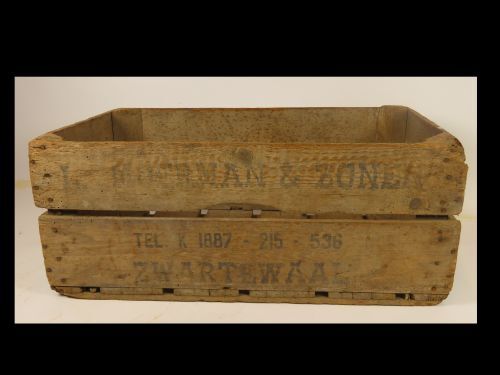 & ZONEN
TEL K 1887 - 215 - 536
ZWARTEWAAL